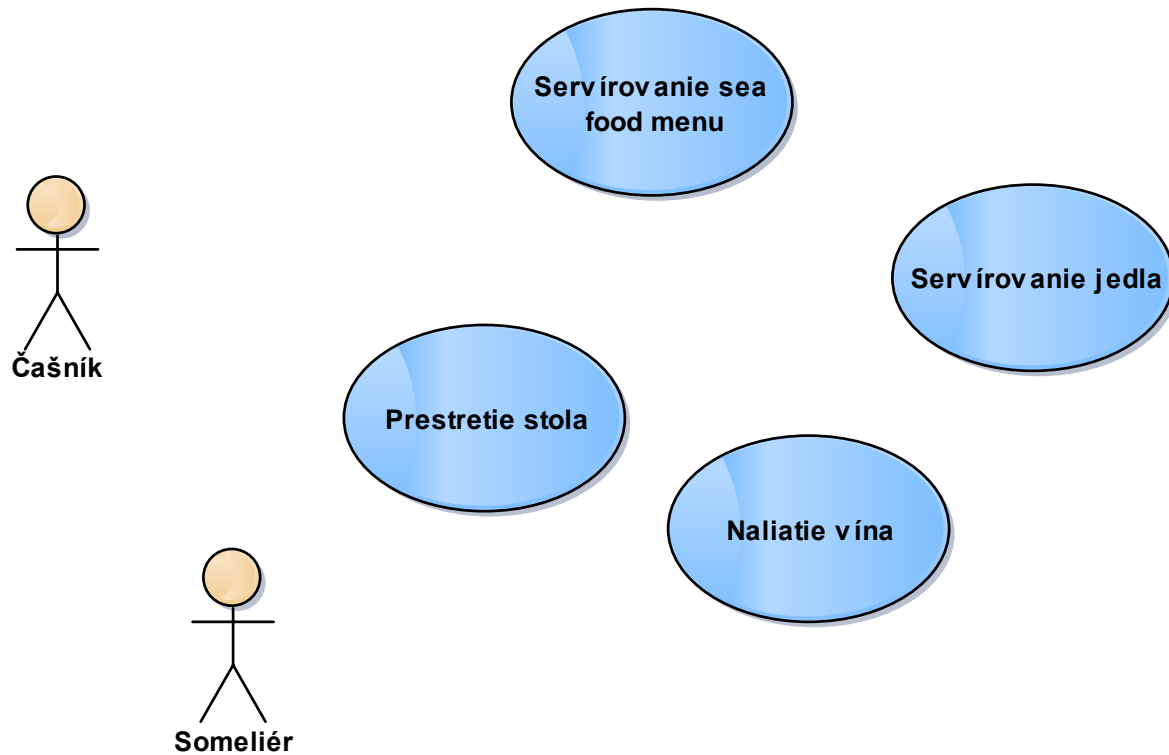 Servírovanie sea
food menu
Servírovanie jedla
Čašník
Prestretie stola
Naliatie vína
Someliér